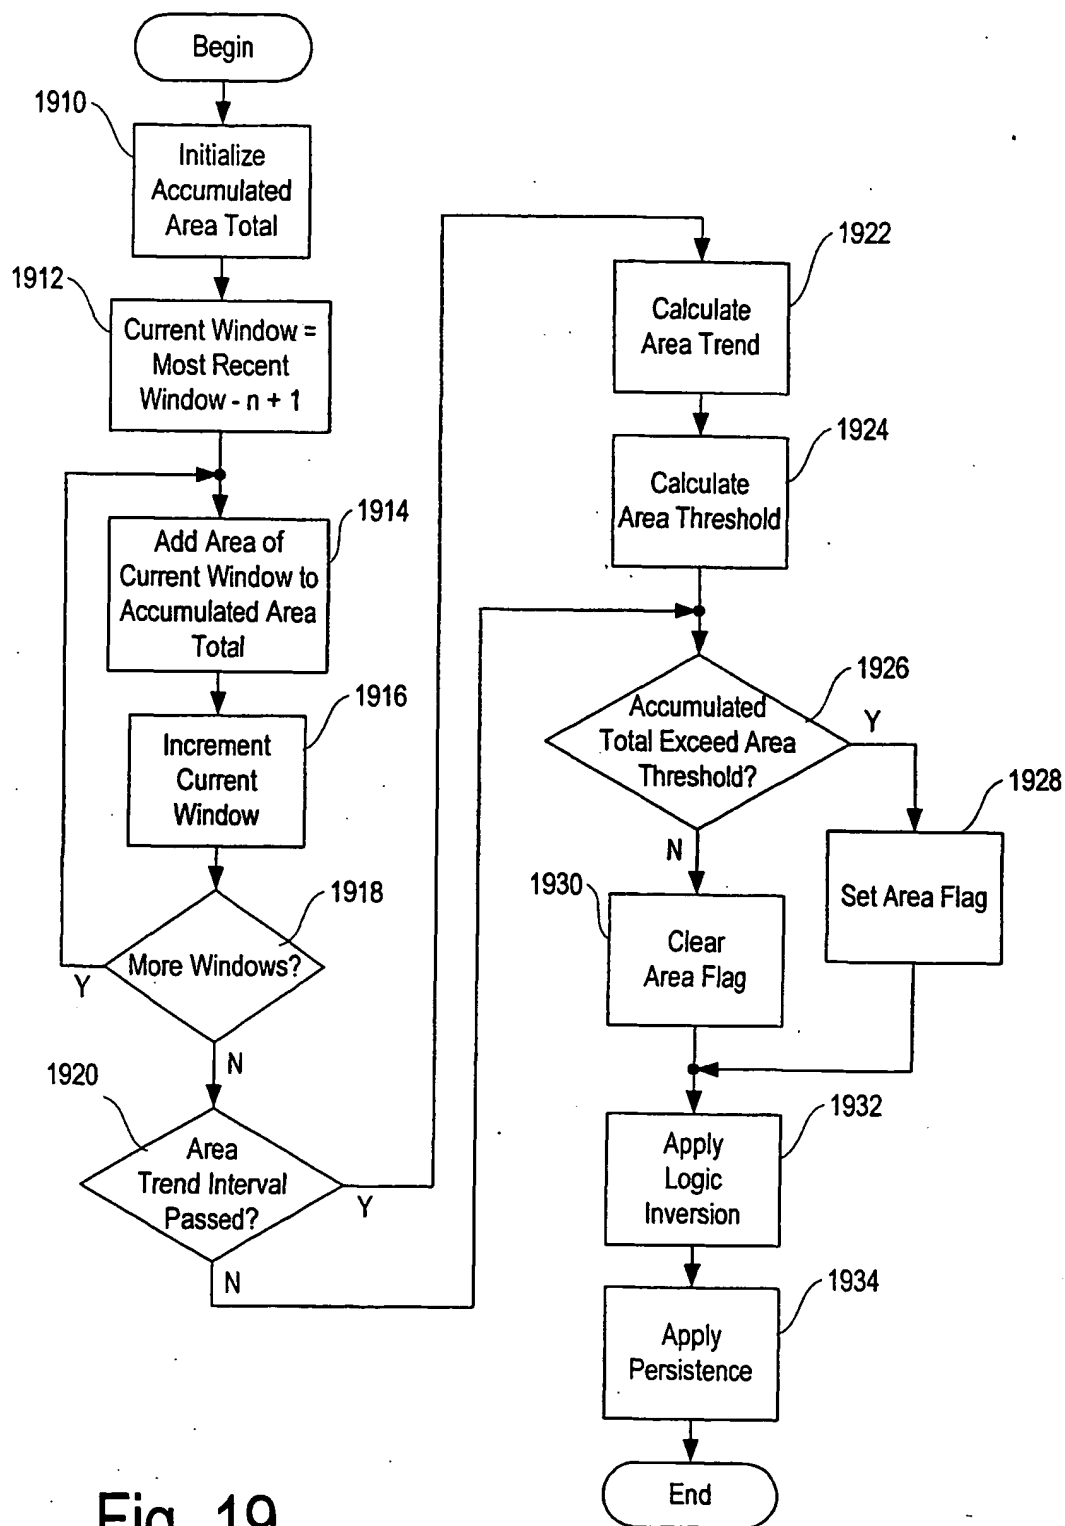 Begin
1910
Initialize
Accumulated
Area Total
1912
Current Window =
Most Recent
Window - n + 1
1914
Add Area of
Current Window to
Accumulated Area
Total
1916
Increment
Current
Window
1918
More Windows?
Y
N
1920
Area
Trend Interval
Passed?
Y
N
1922
Calculate
Area Trend
1924
Calculate
Area Threshold
1926
Accumulated
Total Exceed Area
Threshold?
Y
N
1928
Set Area Flag
1930
Clear
Area Flag
1932
Apply
Logic
Inversion
1934
Apply
Persistence
End
Fig. 19